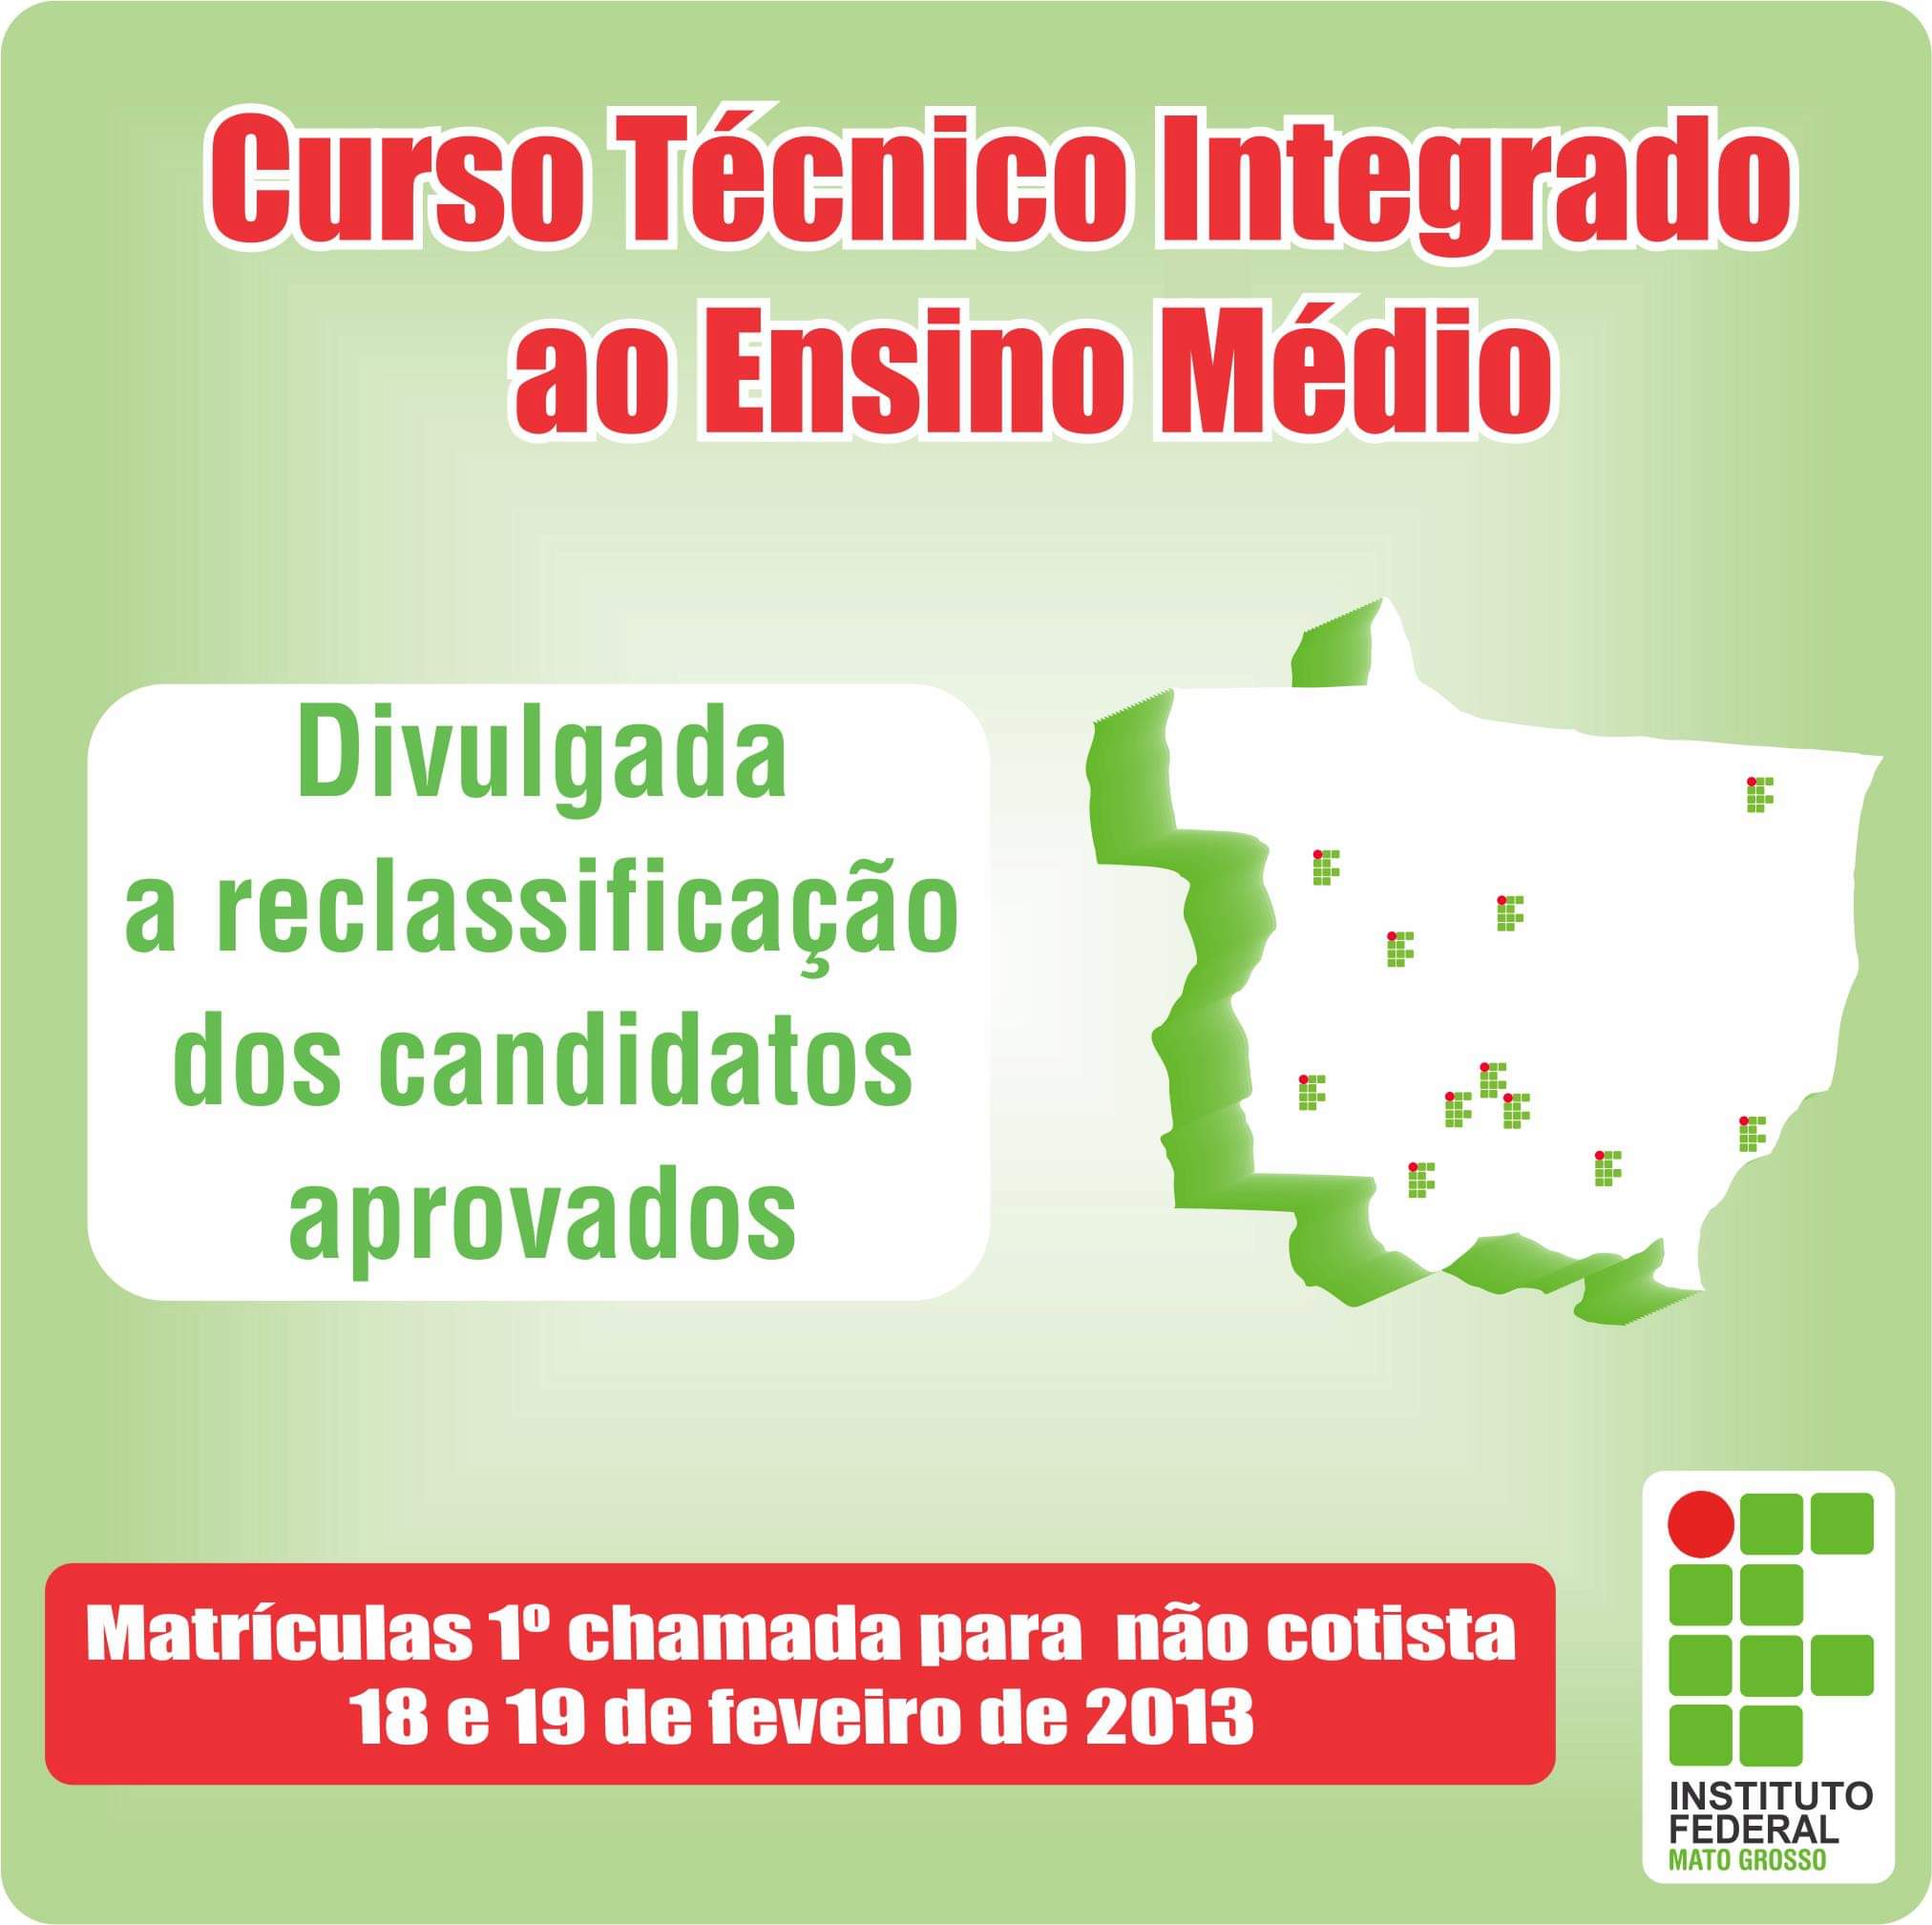 Curso Técnico Integrado
ao Ensino Médio
Divulgada
a reclassificação
dos candidatos
aprovados
Matrículas 1º chamada para não cotista
18 e 19 de feveiro de 2013
INSTITUTO
FEDERAL
MATO GROSSO